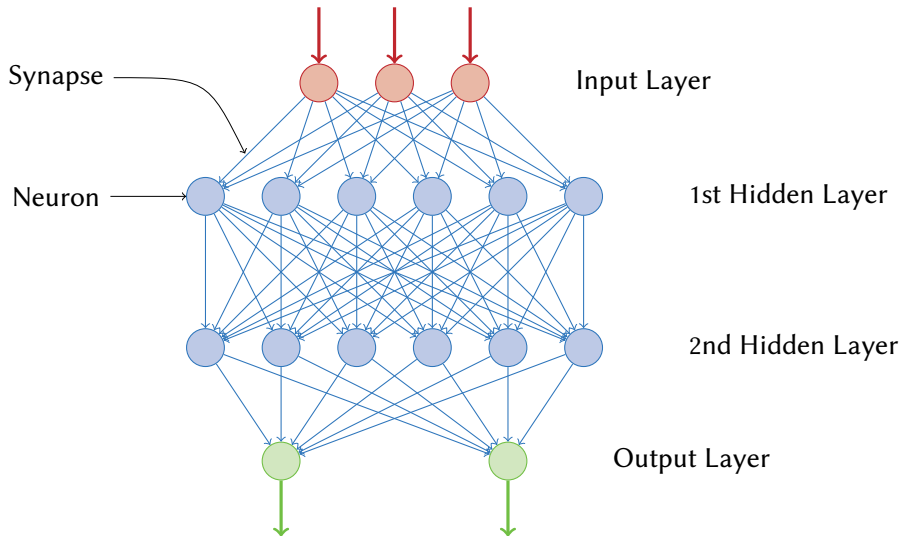 Synapse
Input Layer
Neuron
1st Hidden Layer
2nd Hidden Layer
Output Layer